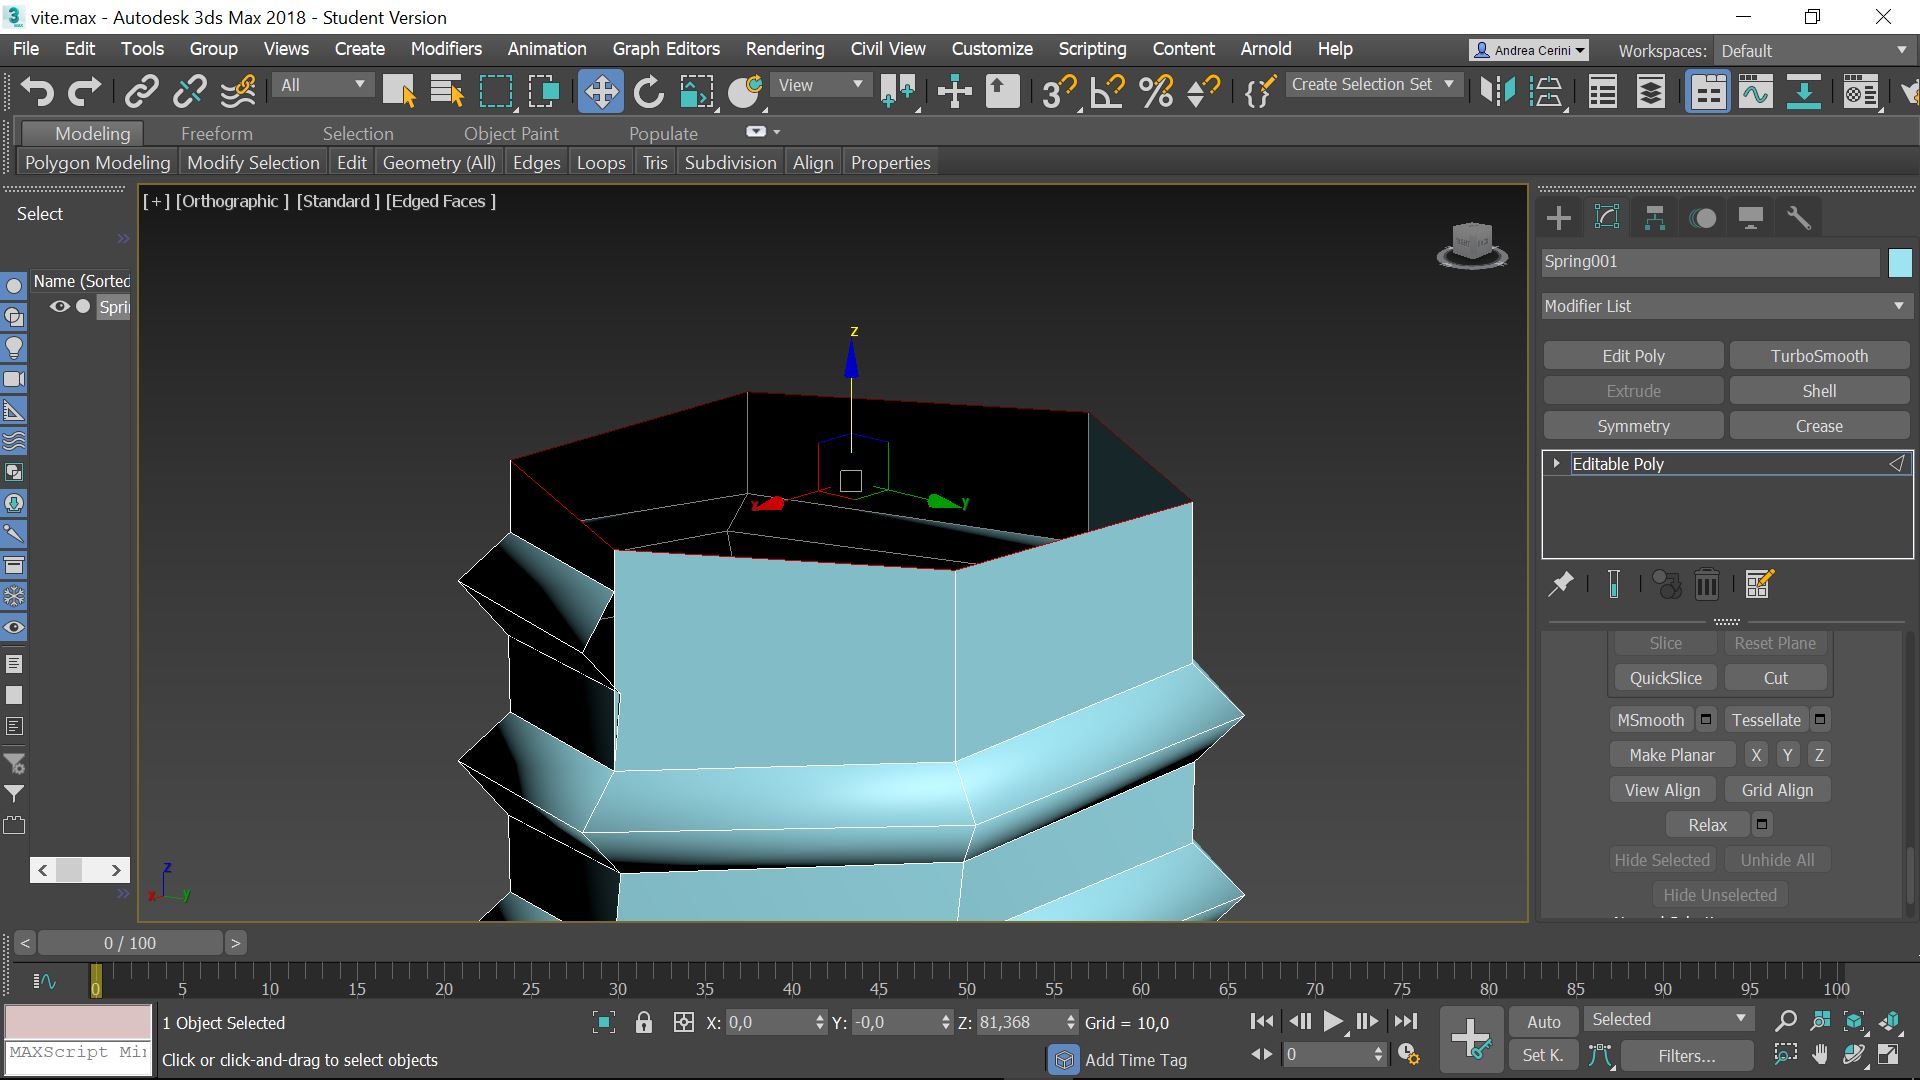 vite.max - Autodesk 3ds Max 2018 - Student Version
File Edit Tools Group Views Create Modifiers Animation Graph Editors Rendering Civil View Customize Scripting Content Arnold Help Andrea Cerini Workspaces: Default
All View Create Selection Set
Modeling Freeform Selection Object Paint Populate
Polygon Modeling Modify Selection Edit Geometry (All) Edges Loops Tris Subdivision Align Properties
Select
[+] [Orthographic ] [Standard ] [Edged Faces ]
Name (Sorted
Sprin
z
x
y
z
x
y
Spring001
Modifier List
Edit Poly TurboSmooth
Extrude Shell
Symmetry Crease
Editable Poly
Slice Reset Plane
QuickSlice Cut
MSmooth Tessellate
Make Planar X Y Z
View Align Grid Align
Relax
Hide Selected Unhide All
Hide Unselected
< 0 / 100 >
0 5 10 15 20 25 30 35 40 45 50 55 60 65 70 75 80 85 90 95 100
1 Object Selected X: 0,0 Y: -0,0 Z: 81,368 Grid = 10,0 Auto Selected
MAXScript Mi
Click or click-and-drag to select objects Add Time Tag 0 Set K. Filters...